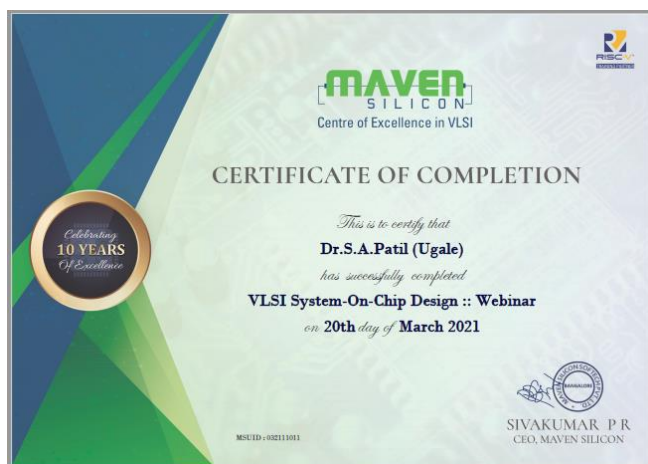 RISC-V
MAVEN
SILICON
Centre of Excellence in VLSI
CERTIFICATE OF COMPLETION
This is to certify that
Celebrating
10 YEARS
Of Excellence
Dr.S.A.Patil (Ugale)
has successfully completed
VLSI System-On-Chip Design :: Webinar
on 20th day of March 2021
BANGALORE
SIVAKUMAR P R
CEO, MAVEN SILICON
MSUID : 032111011